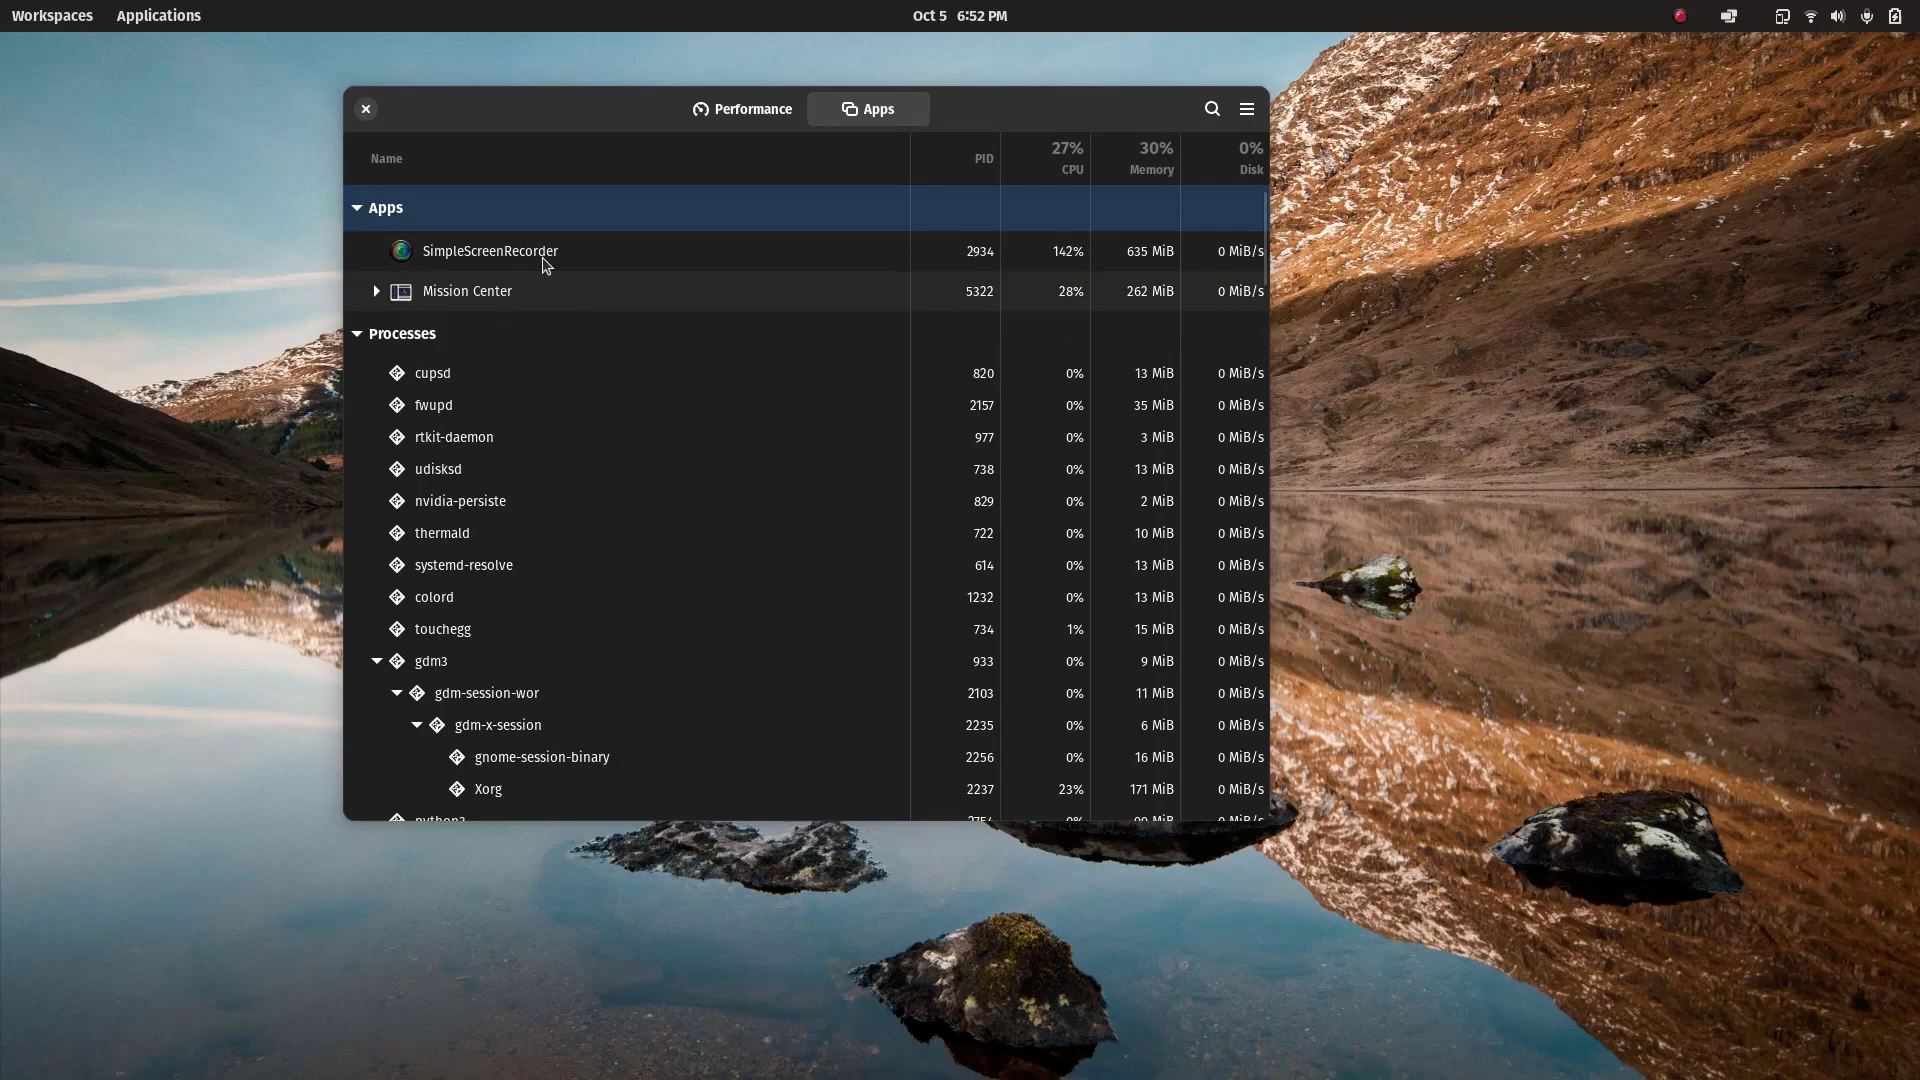 Workspaces Applications Oct 5 6:52 PM
Performance Apps
27% 30% 0%
Name PID CPU Memory Disk
Apps
SimpleScreenRecorder 2934 142% 635 MiB 0 MiB/s
Mission Center 5322 28% 262 MiB 0 MiB/s
Processes
cupsd 820 0% 13 MiB 0 MiB/s
fwupd 2157 0% 35 MiB 0 MiB/s
rtkit-daemon 977 0% 3 MiB 0 MiB/s
udisksd 738 0% 13 MiB 0 MiB/s
nvidia-persiste 829 0% 2 MiB 0 MiB/s
thermald 722 0% 10 MiB 0 MiB/s
systemd-resolve 614 0% 13 MiB 0 MiB/s
colord 1232 0% 13 MiB 0 MiB/s
touchegg 734 1% 15 MiB 0 MiB/s
gdm3 933 0% 9 MiB 0 MiB/s
gdm-session-wor 2103 0% 11 MiB 0 MiB/s
gdm-x-session 2235 0% 6 MiB 0 MiB/s
gnome-session-binary 2256 0% 16 MiB 0 MiB/s
Xorg 2237 23% 171 MiB 0 MiB/s